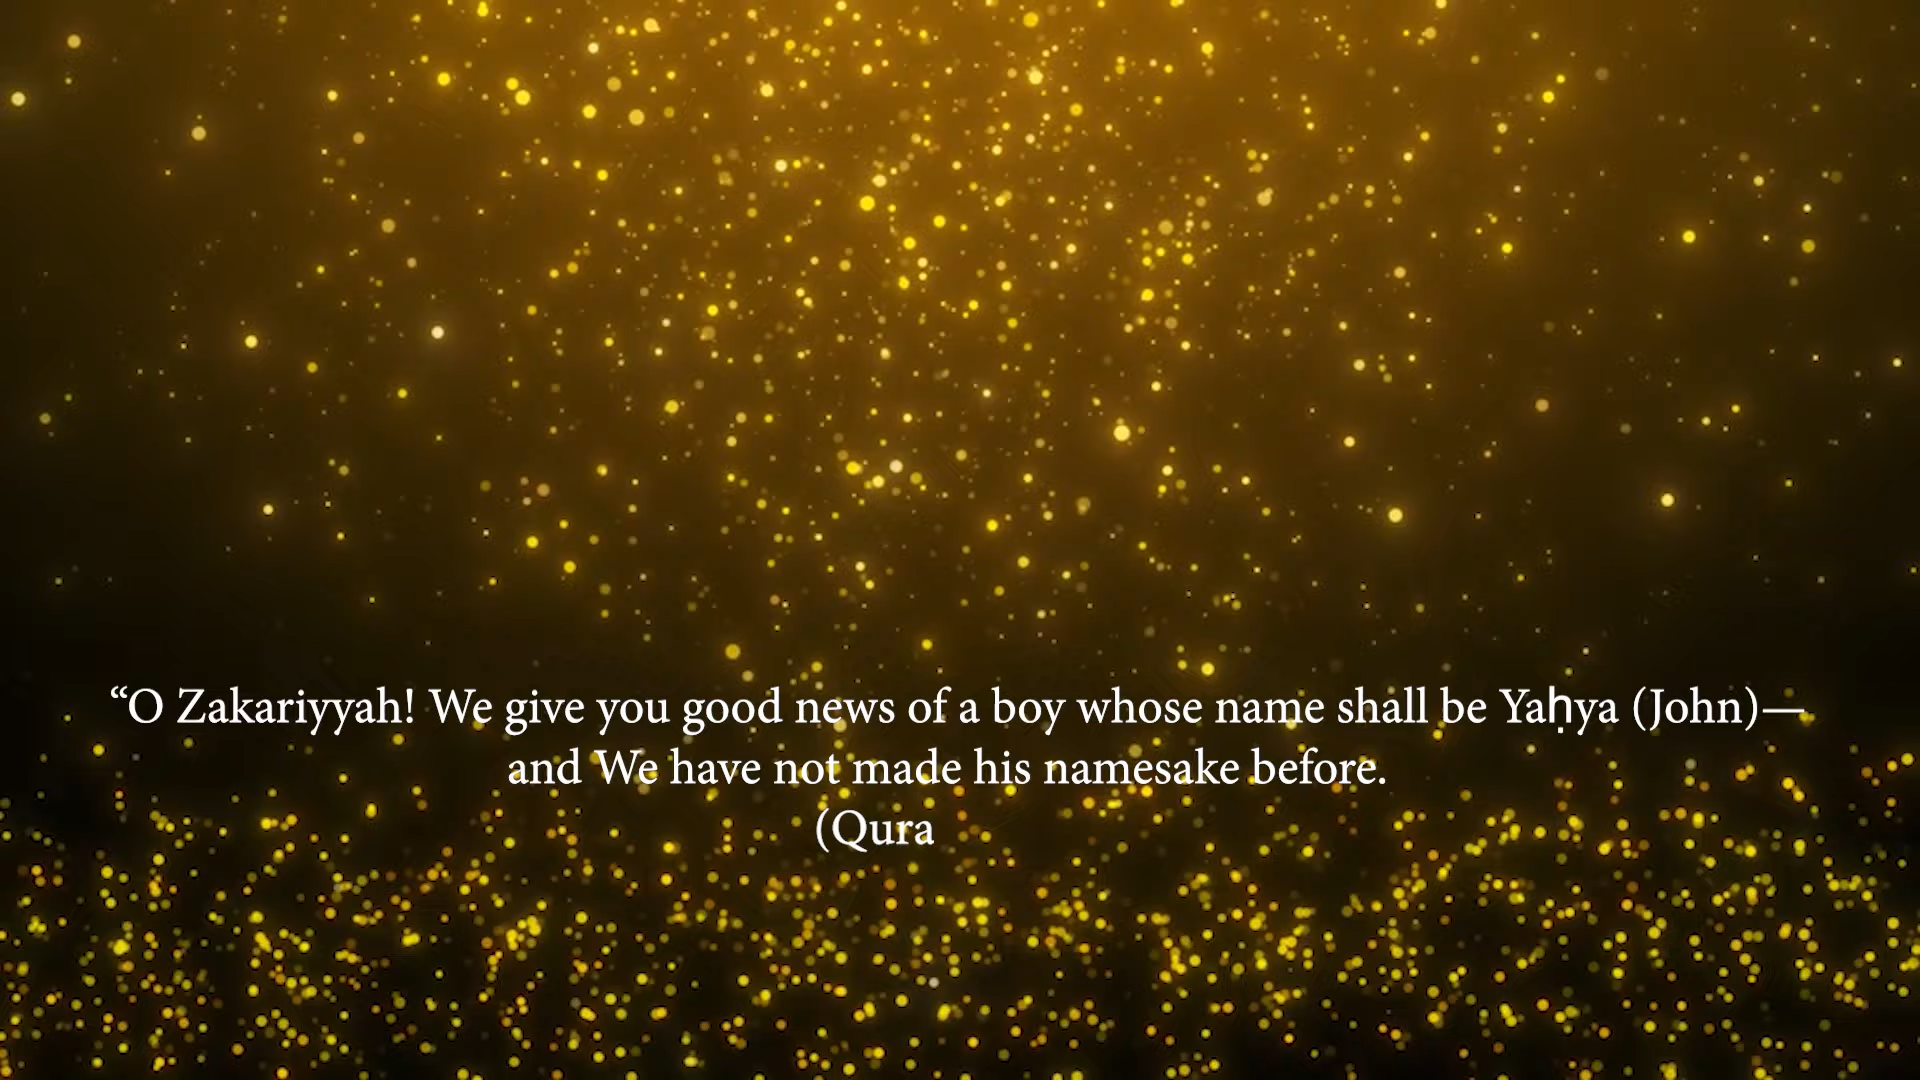 “O Zakariyyah! We give you good news of a boy whose name shall be Yaḥya (John)—
and We have not made his namesake before.
(Qura